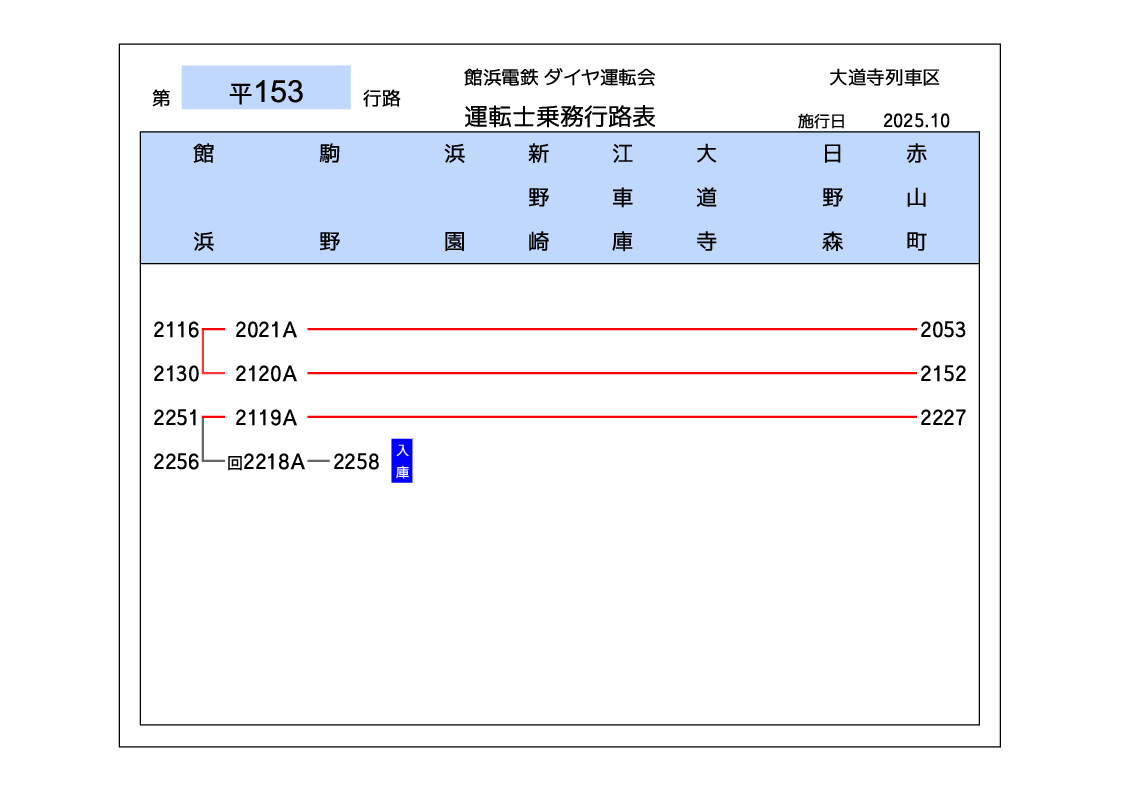 館浜電鉄 ダイヤ運転会
大道寺列車区
第 平153 行路
運転士乗務行路表
施行日 2025.10
館浜 駒野 浜園 新野崎 江車庫 大道寺 日野森 赤山町
2116 2021A 2053
2130 2120A 2152
2251 2119A 2227
2256 回2218A 2258 入庫